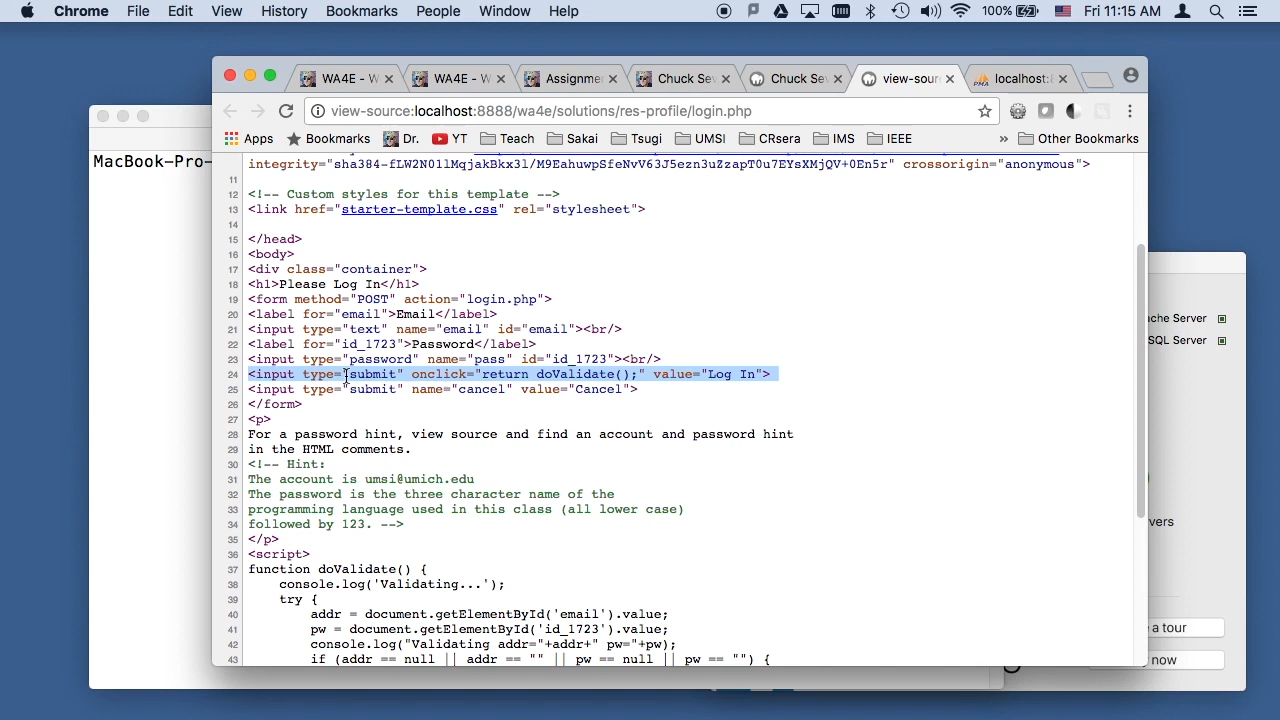 Chrome File Edit View History Bookmarks People Window Help 100% Fri 11:15 AM
WA4E - W WA4E - W Assignme Chuck Se Chuck Se view-sour localhost:8
view-source:localhost:8888/wa4e/solutions/res-profile/login.php
Apps Bookmarks Dr. YT Teach Sakai Tsugi UMSI CRsera IMS IEEE » Other Bookmarks
MacBook-Pro-
integrity="sha384-fLW2N01lMqjakBkx3l/M9EahuwpSfeNvV63J5ezn3uZzapT0u7EYsXMjQV+0En5r" crossorigin="anonymous">
11
12 <!-- Custom styles for this template -->
13 <link href="starter-template.css" rel="stylesheet">
14
15 </head>
16 <body>
17 <div class="container">
18 <h1>Please Log In</h1>
19 <form method="POST" action="login.php">
20 <label for="email">Email</label>
21 <input type="text" name="email" id="email"><br/>
22 <label for="id_1723">Password</label>
23 <input type="password" name="pass" id="id_1723"><br/>
24 <input type="submit" onclick="return doValidate();" value="Log In">
25 <input type="submit" name="cancel" value="Cancel">
26 </form>
27 <p>
28 For a password hint, view source and find an account and password hint
29 in the HTML comments.
30 <!-- Hint:
31 The account is umsi@umich.edu
32 The password is the three character name of the
33 programming language used in this class (all lower case)
34 followed by 123. -->
35 </p>
36 <script>
37 function doValidate() {
38 console.log('Validating...');
39 try {
40 addr = document.getElementById('email').value;
41 pw = document.getElementById('id_1723').value;
42 console.log("Validating addr="+addr+" pw="+pw);
43 if (addr == null || addr == "" || pw == null || pw == "") {
che Server
SQL Server
vers
a tour
now